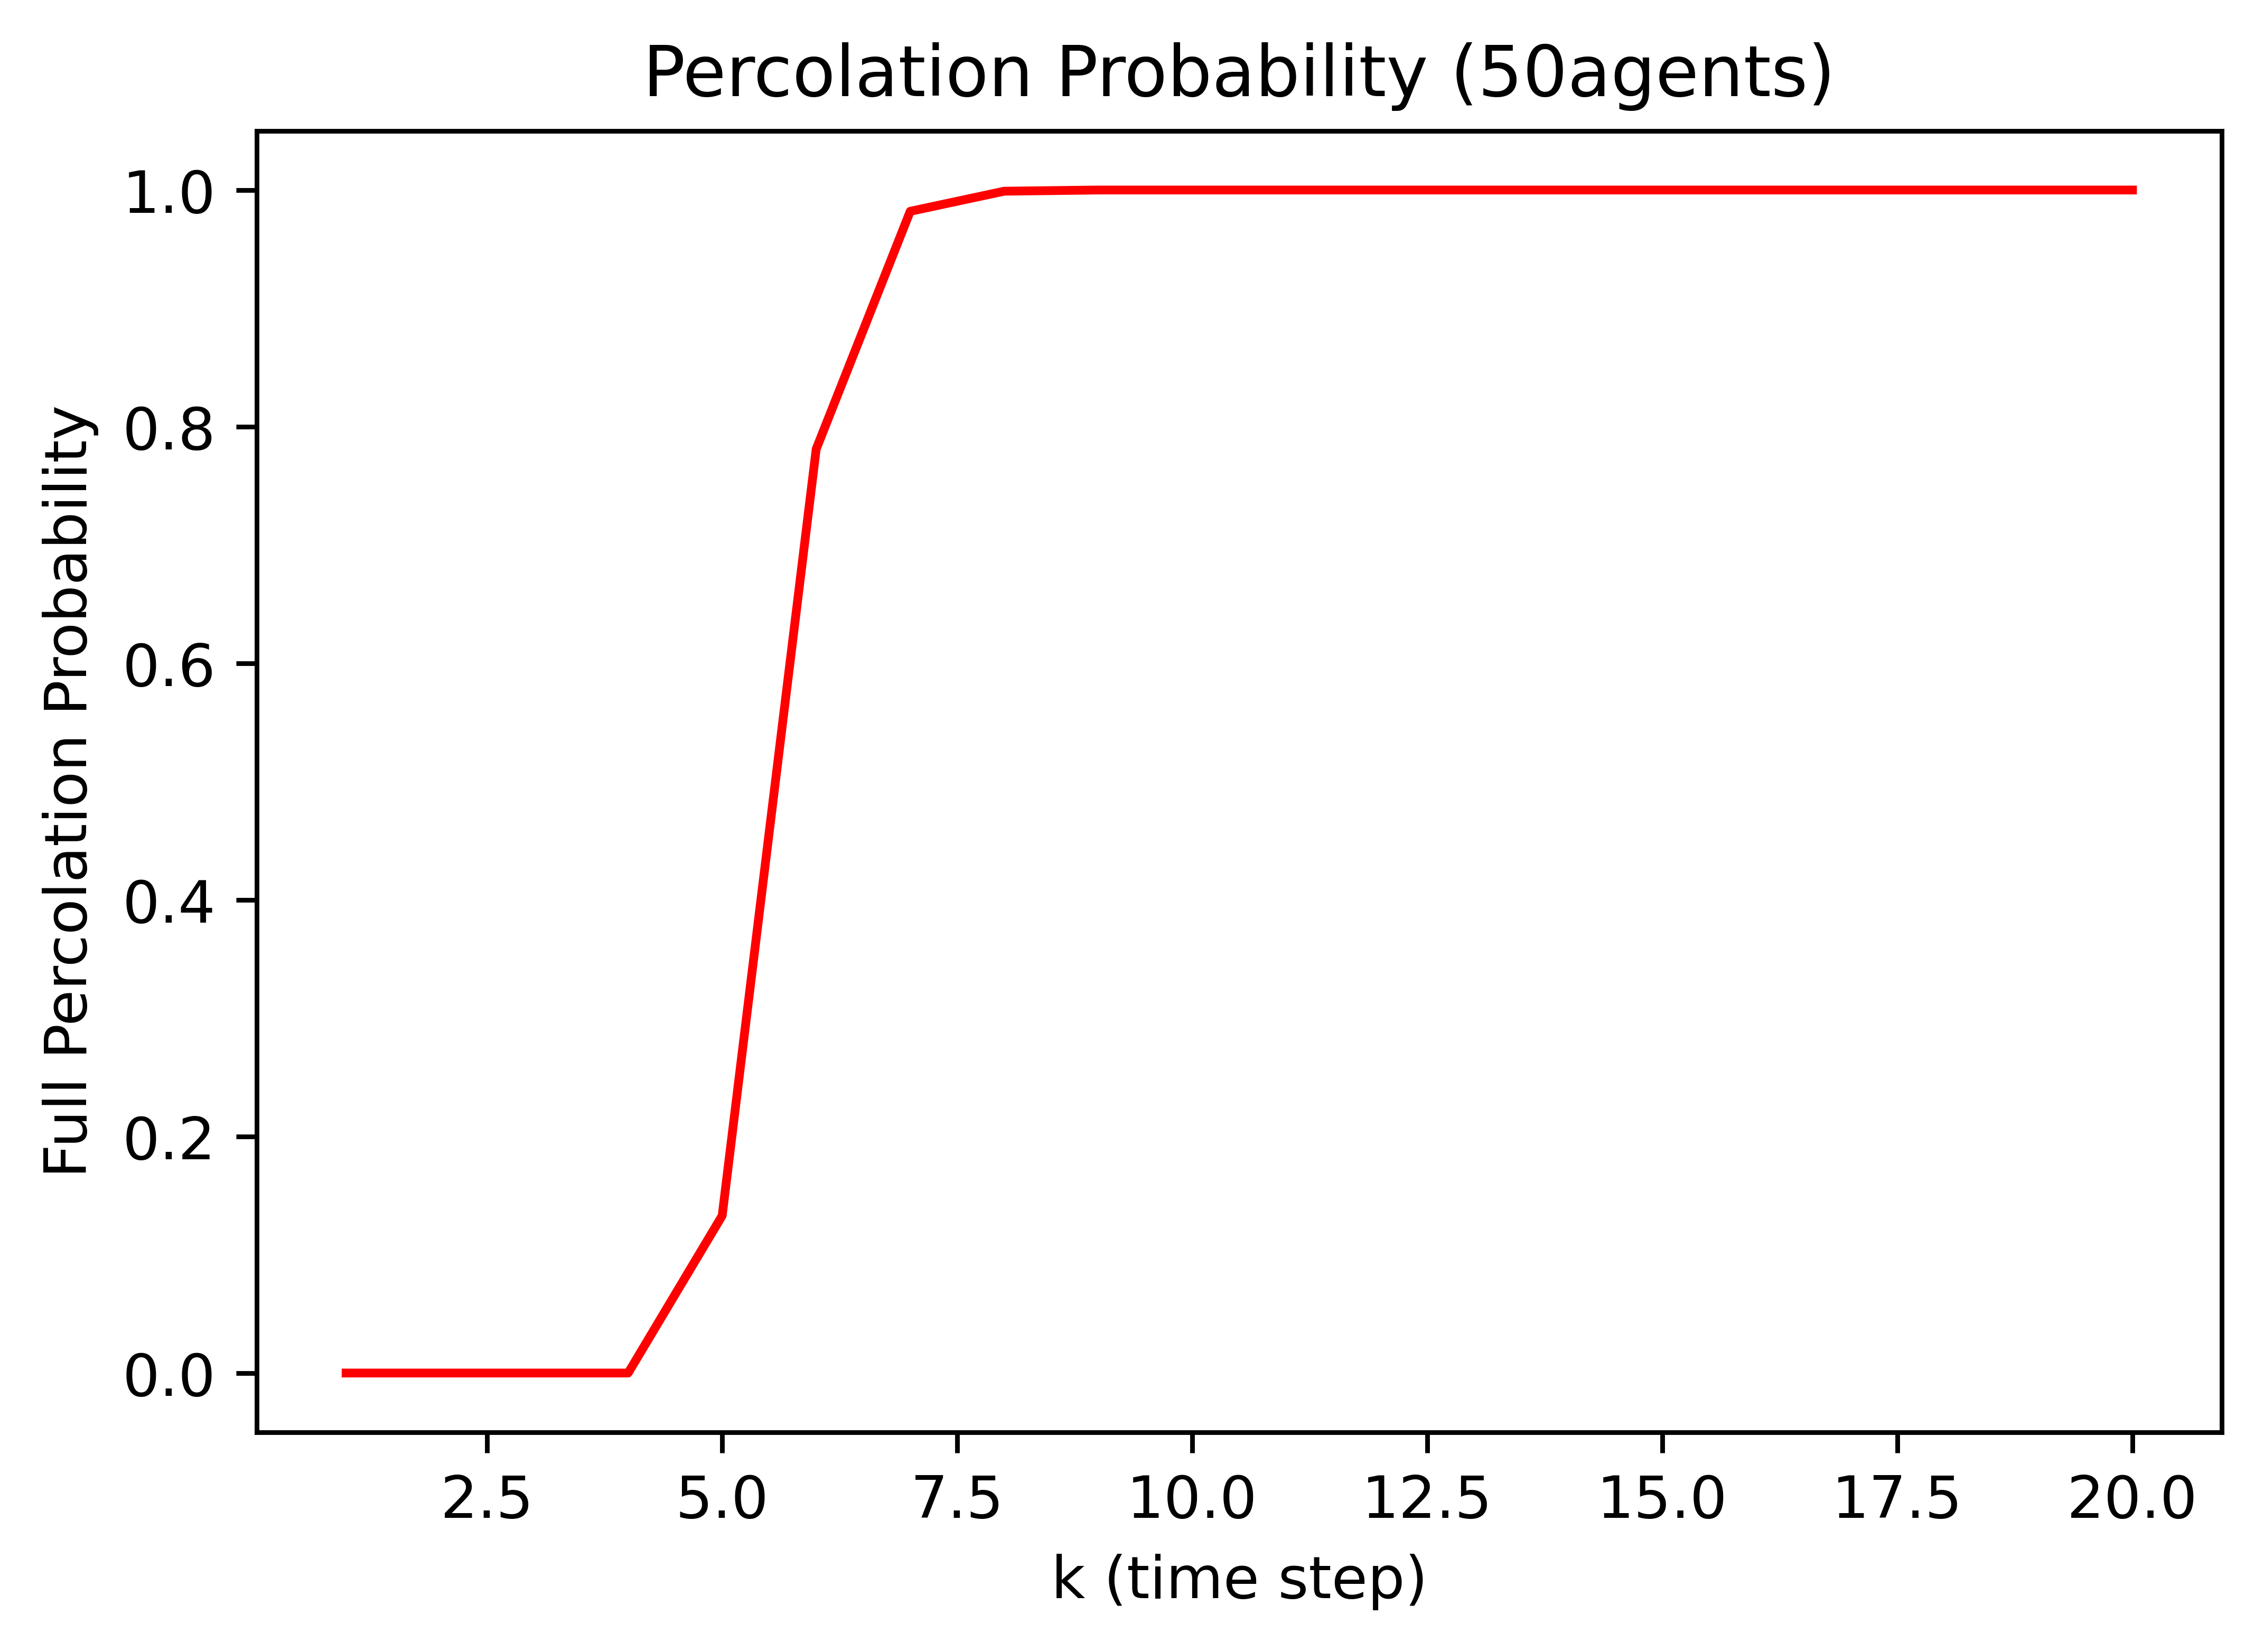 Percolation Probability (50agents)
Full Percolation Probability
1.0
0.8
0.6
0.4
0.2
0.0
2.5 5.0 7.5 10.0 12.5 15.0 17.5 20.0
k (time step)